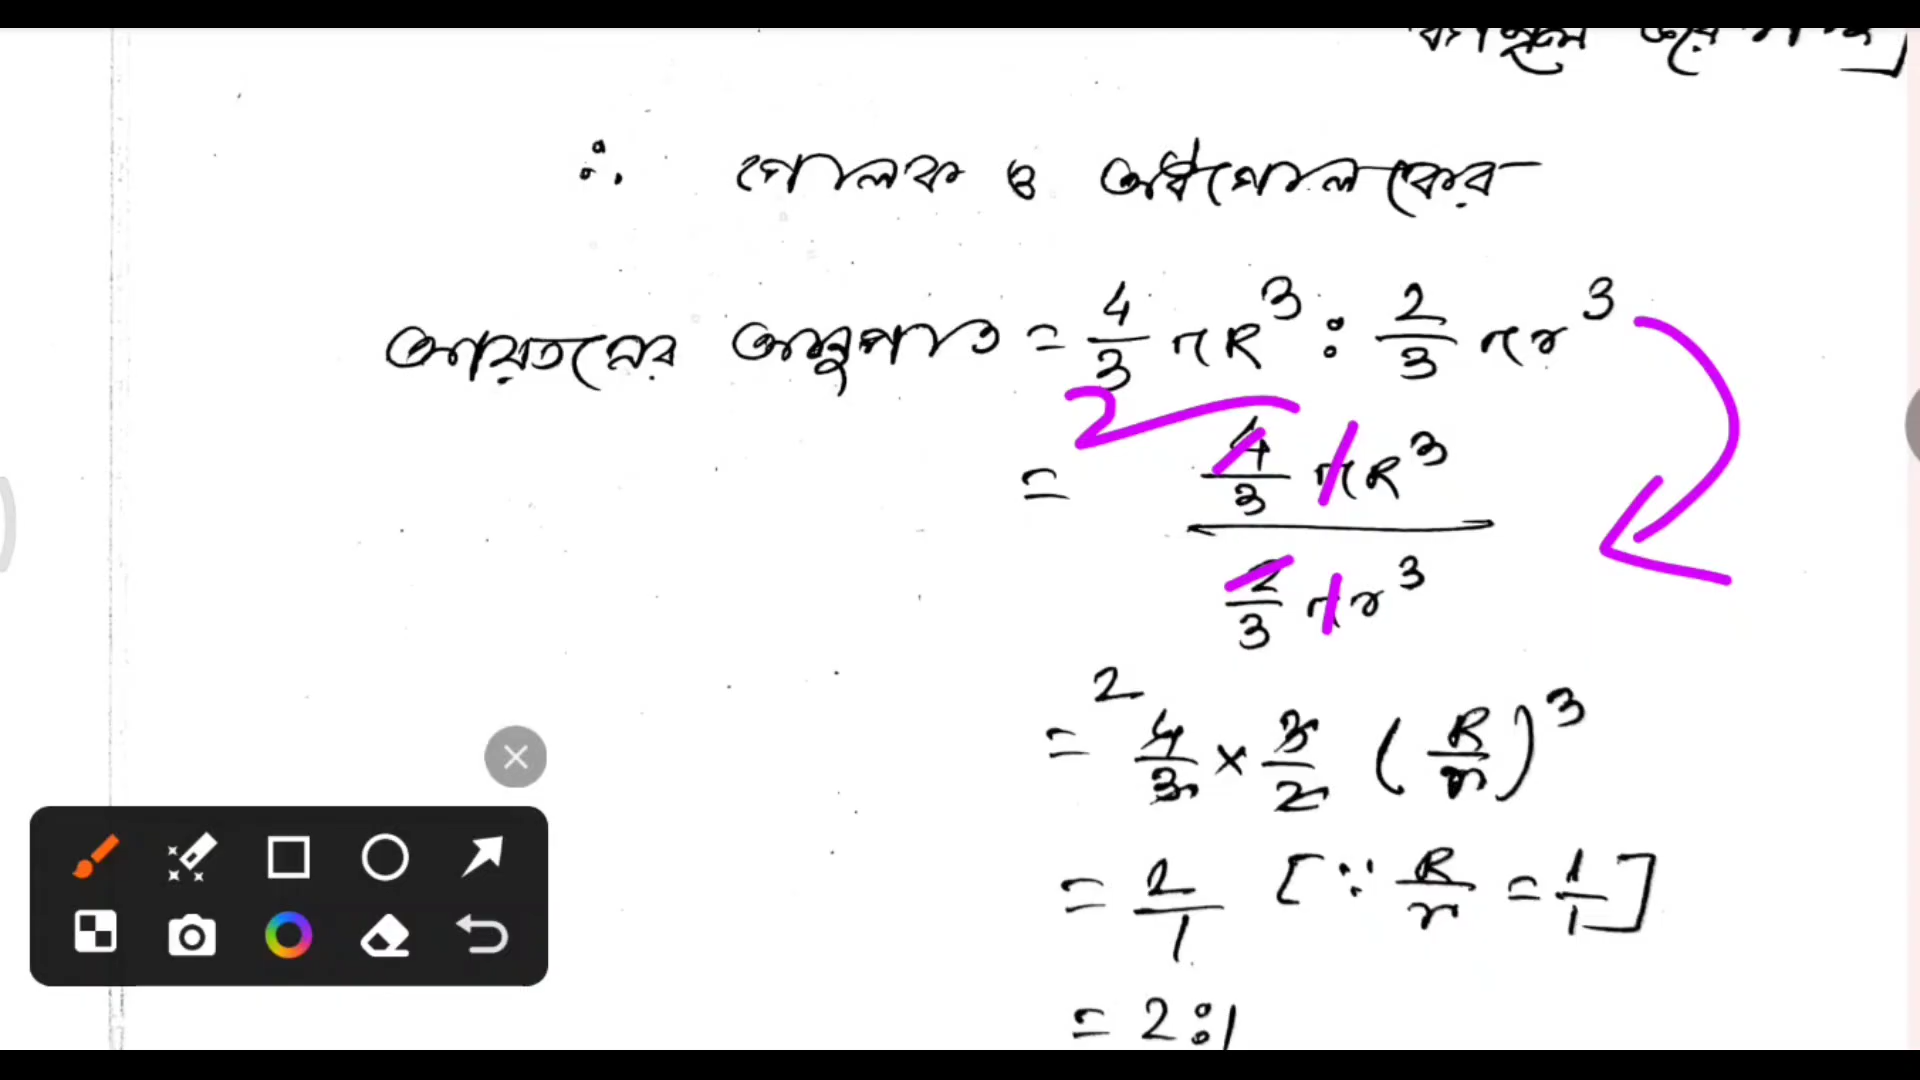 ∴ গোলক ও অর্ধগোলকের
আয়তনের অনুপাত = 4/3 πR³ : 2/3 πr³
2
= (4/3 πR³) / (2/3 πr³)
2
= 4/3 × 3/2 (R/r)³
= 2/1 [∵ R/r = 1/1]
= 2:1